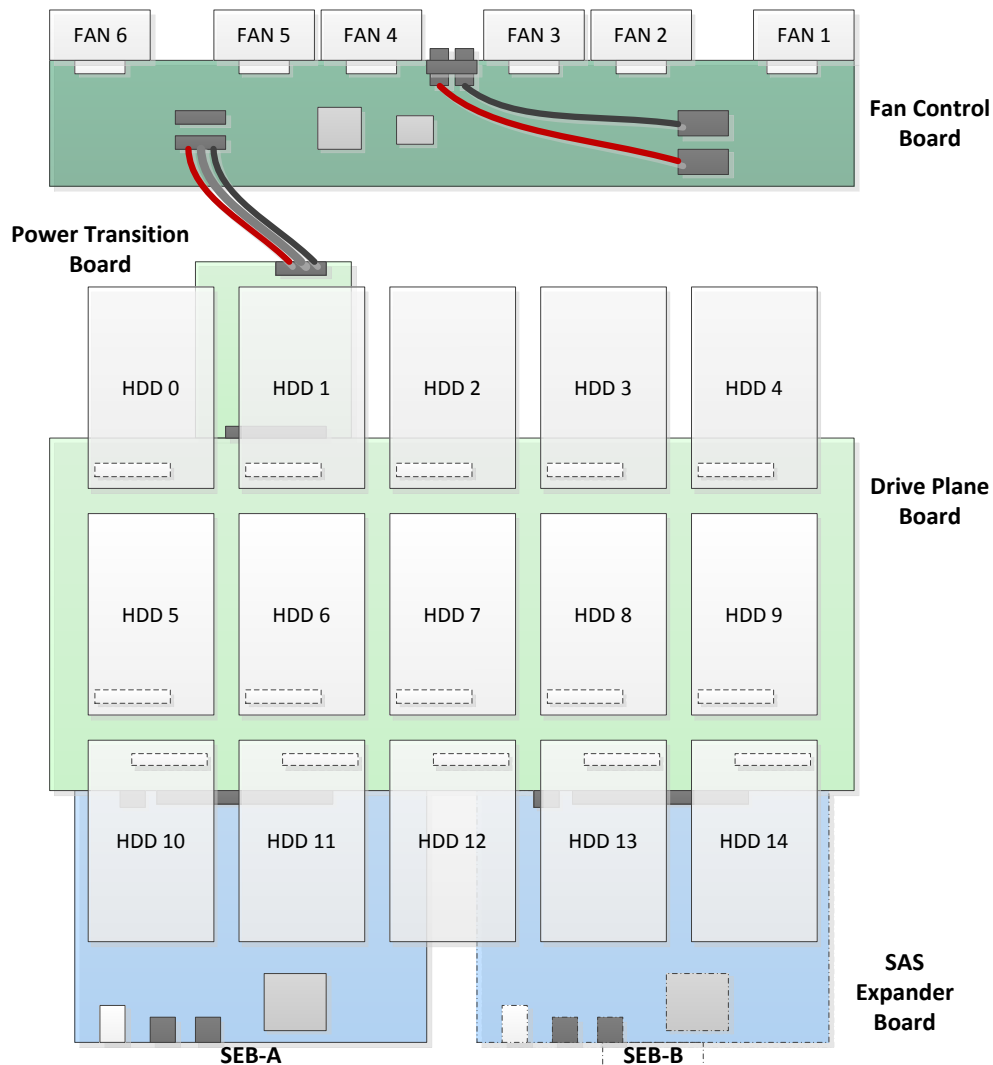 FAN 6
FAN 5
FAN 4
FAN 3
FAN 2
FAN 1
Fan Control
Board
Power Transition
Board
HDD 0
HDD 1
HDD 2
HDD 3
HDD 4
Drive Plane
Board
HDD 5
HDD 6
HDD 7
HDD 8
HDD 9
HDD 10
HDD 11
HDD 12
HDD 13
HDD 14
SAS
Expander
Board
SEB-A
SEB-B